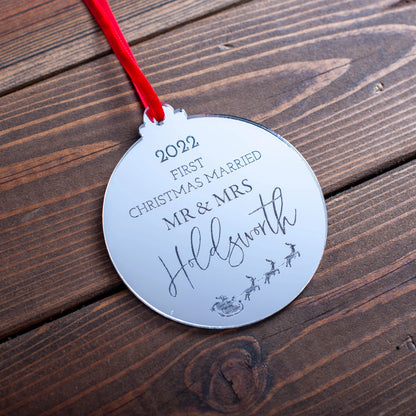 2022
FIRST
CHRISTMAS MARRIED
MR & MRS
Holdsworth